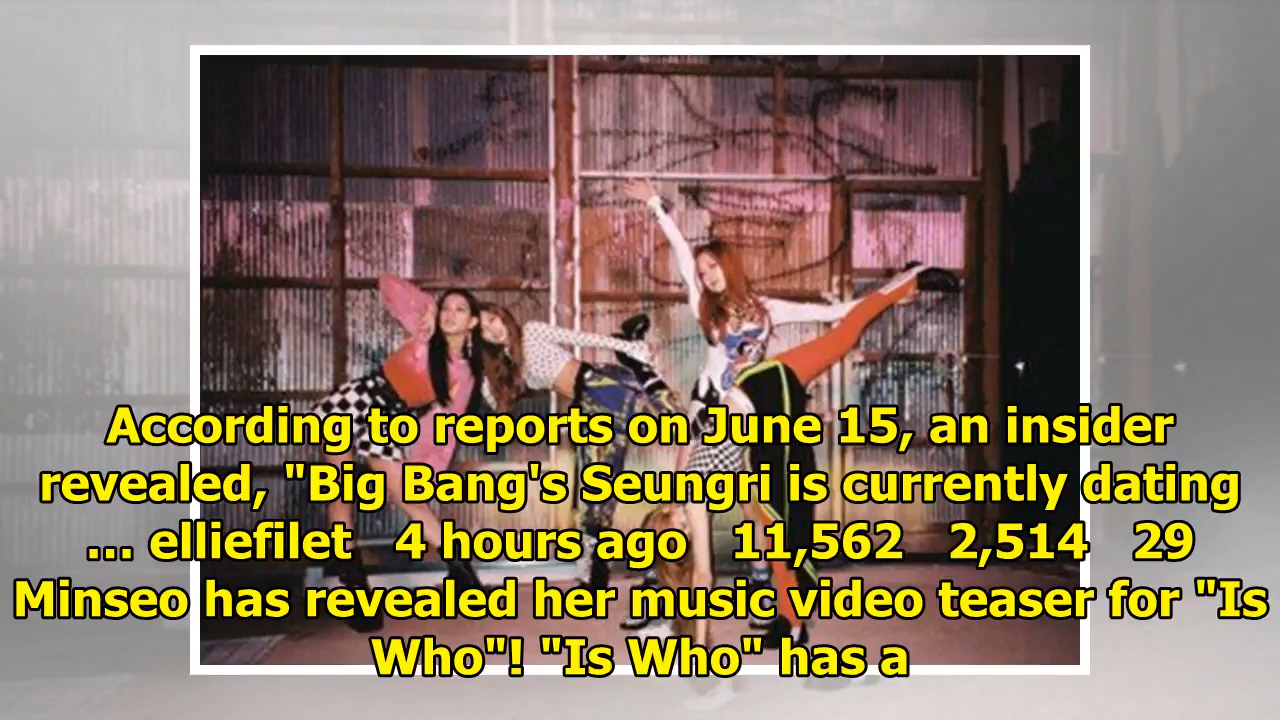 According to reports on June 15, an insider
revealed, "Big Bang's Seungri is currently dating
... elliefilet 4 hours ago 11,562 2,514 29
Minseo has revealed her music video teaser for "Is
Who"! "Is Who" has a